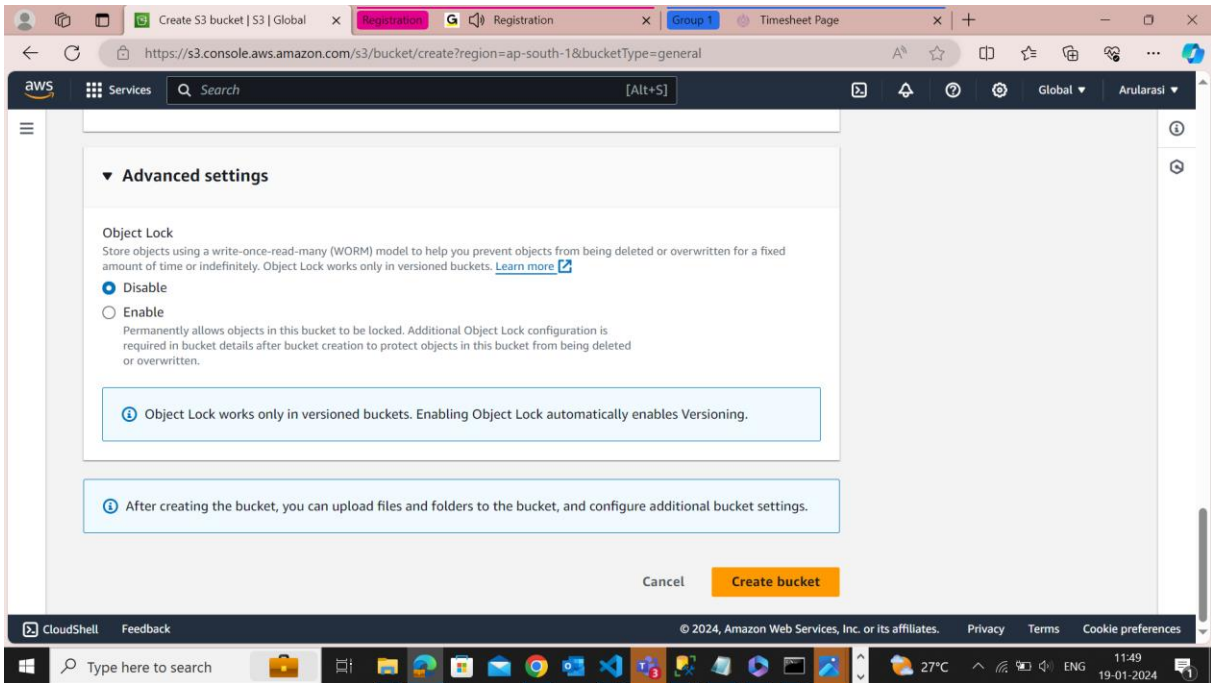 Create S3 bucket | S3 | Global
Registration
Registration
Group 1
Timesheet Page
https://s3.console.aws.amazon.com/s3/bucket/create?region=ap-south-1&bucketType=general
aws
Services
Search
[Alt+S]
Global
Arularasi
Advanced settings
Object Lock
Store objects using a write-once-read-many (WORM) model to help you prevent objects from being deleted or overwritten for a fixed
amount of time or indefinitely. Object Lock works only in versioned buckets. Learn more
Disable
Enable
Permanently allows objects in this bucket to be locked. Additional Object Lock configuration is
required in bucket details after bucket creation to protect objects in this bucket from being deleted
or overwritten.
Object Lock works only in versioned buckets. Enabling Object Lock automatically enables Versioning.
After creating the bucket, you can upload files and folders to the bucket, and configure additional bucket settings.
Cancel
Create bucket
CloudShell
Feedback
© 2024, Amazon Web Services, Inc. or its affiliates.
Privacy
Terms
Cookie preferences
Type here to search
27°C
ENG
11:49
19-01-2024